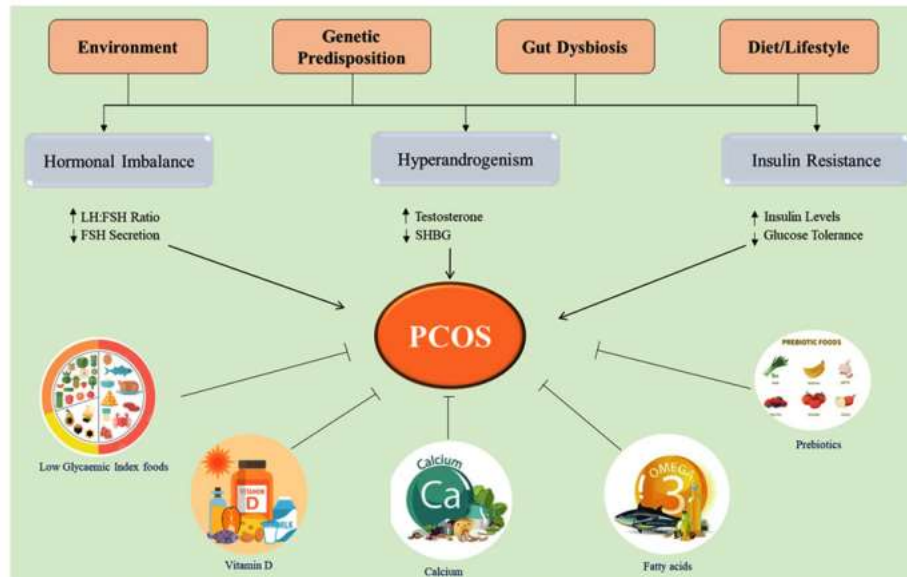 Environment
Genetic
Predisposition
Gut Dysbiosis
Diet/Lifestyle
Hormonal Imbalance
Hyperandrogenism
Insulin Resistance
LH:FSH Ratio
FSH Secretion
Testosterone
SHBG
Insulin Levels
Glucose Tolerance
PCOS
PREBIOTIC FOODS
Prebiotics
Low Glycaemic Index foods
VITAMIN
D
MILK
Vitamin D
Calcium
Ca
Calcium
OMEGA
3
Fatty acids